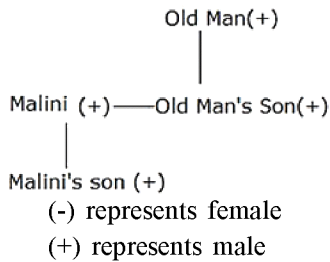 Old Man(+)
Malini (+)——Old Man's Son(+)
Malini's son (+)
(-) represents female
(+) represents male